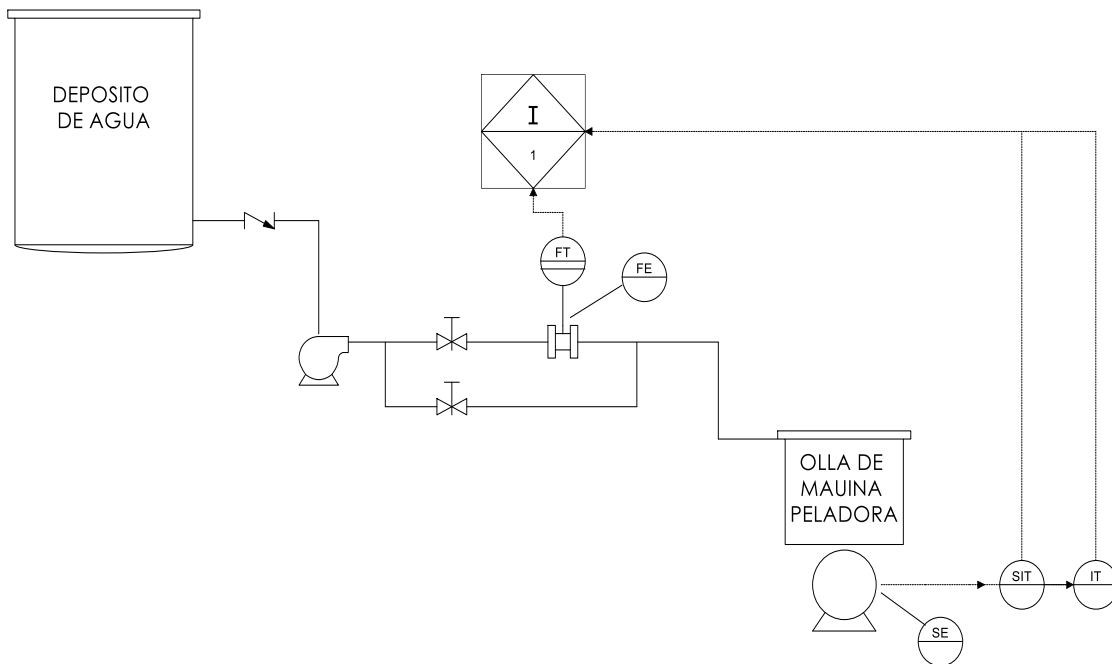 DEPOSITO
DE AGUA
I
1
FT
FE
OLLA DE
MAUINA
PELADORA
SIT
IT
SE